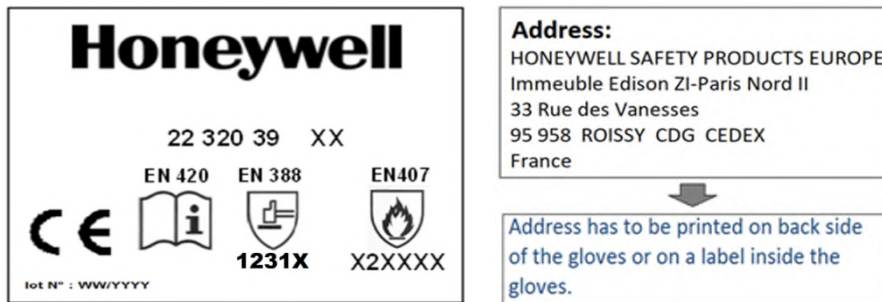 Honeywell
22 320 39 XX
EN 420 EN 388 EN407
i
CE
1231X X2XXXX
lot N° : WW/YYYY
Address:
HONEYWELL SAFETY PRODUCTS EUROPE
Immeuble Edison ZI-Paris Nord II
33 Rue des Vanesses
95 958 ROISSY CDG CEDEX
France
Address has to be printed on back side
of the gloves or on a label inside the
gloves.